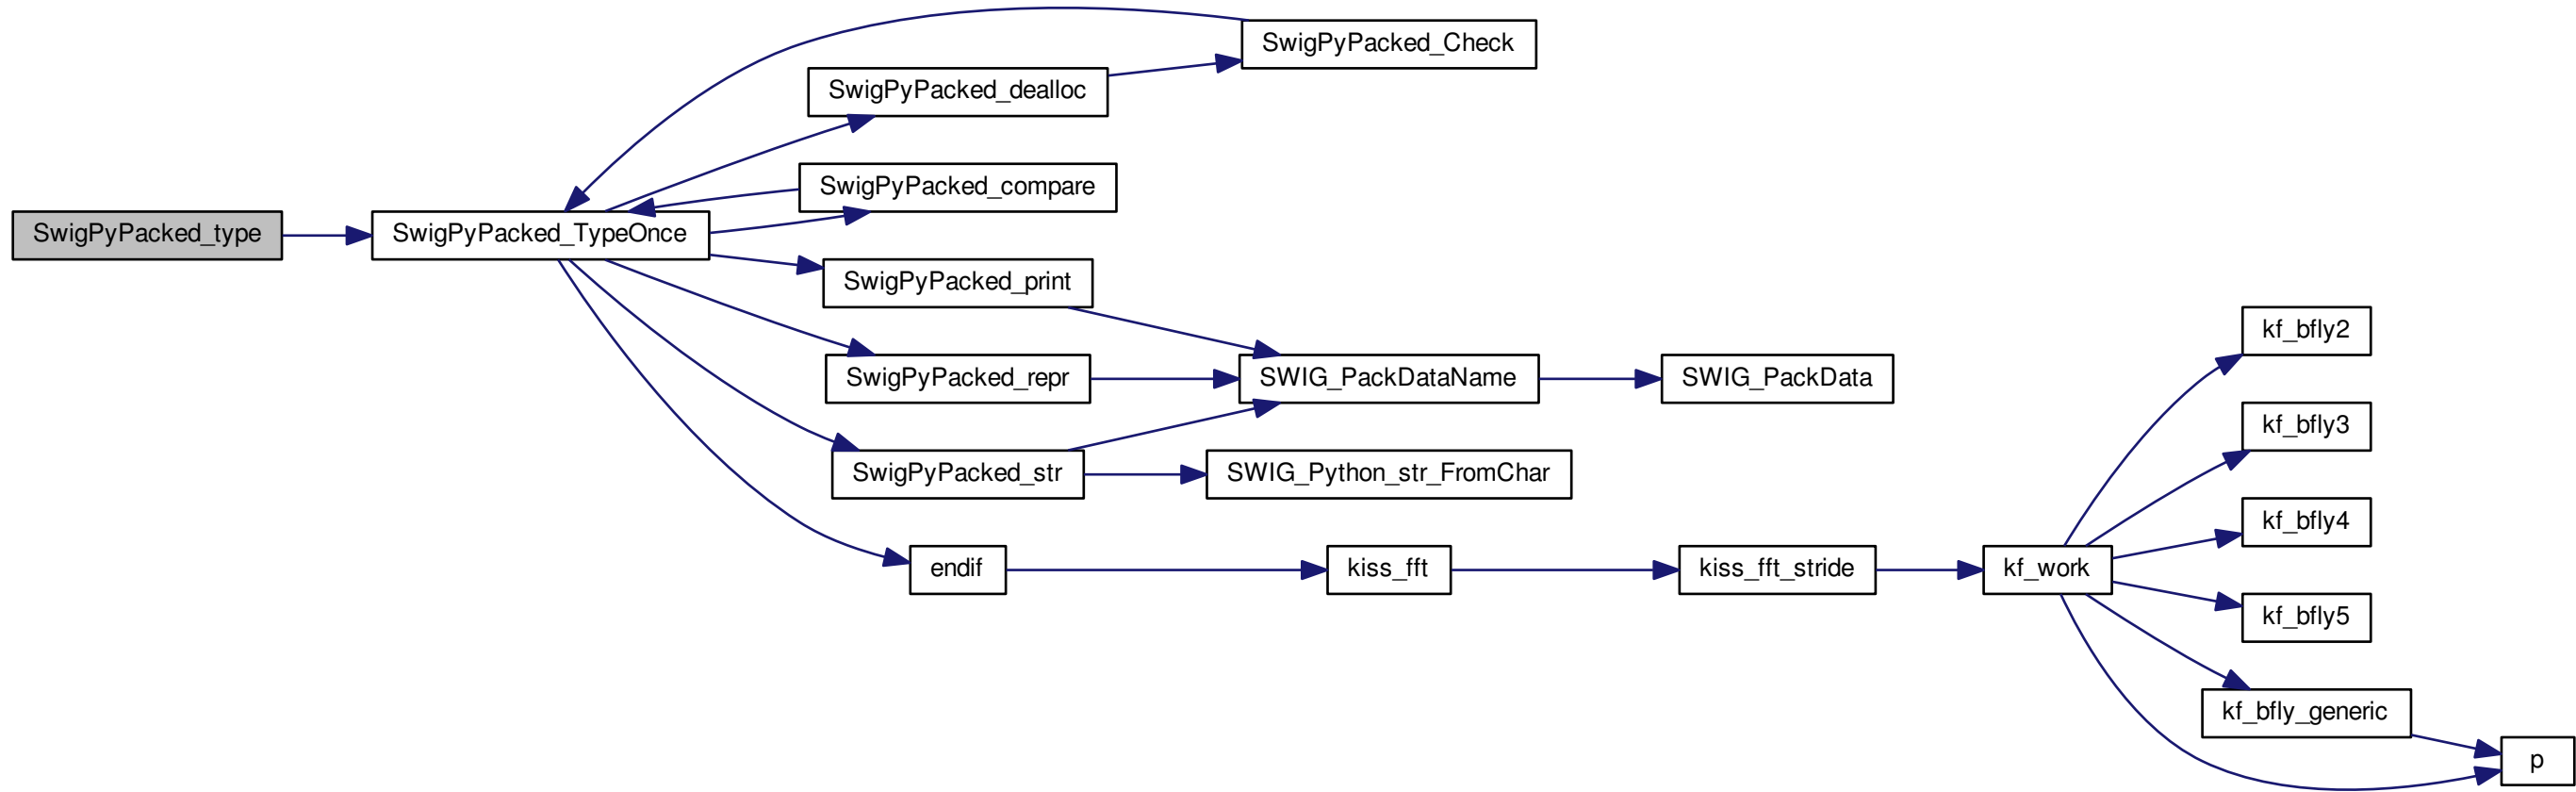 SwigPyPacked_type
SwigPyPacked_TypeOnce
SwigPyPacked_Check
SwigPyPacked_dealloc
SwigPyPacked_compare
SwigPyPacked_print
SwigPyPacked_repr
SwigPyPacked_str
endif
SWIG_PackDataName
SWIG_PackData
SWIG_Python_str_FromChar
kiss_fft
kiss_fft_stride
kf_work
kf_bfly2
kf_bfly3
kf_bfly4
kf_bfly5
kf_bfly_generic
p